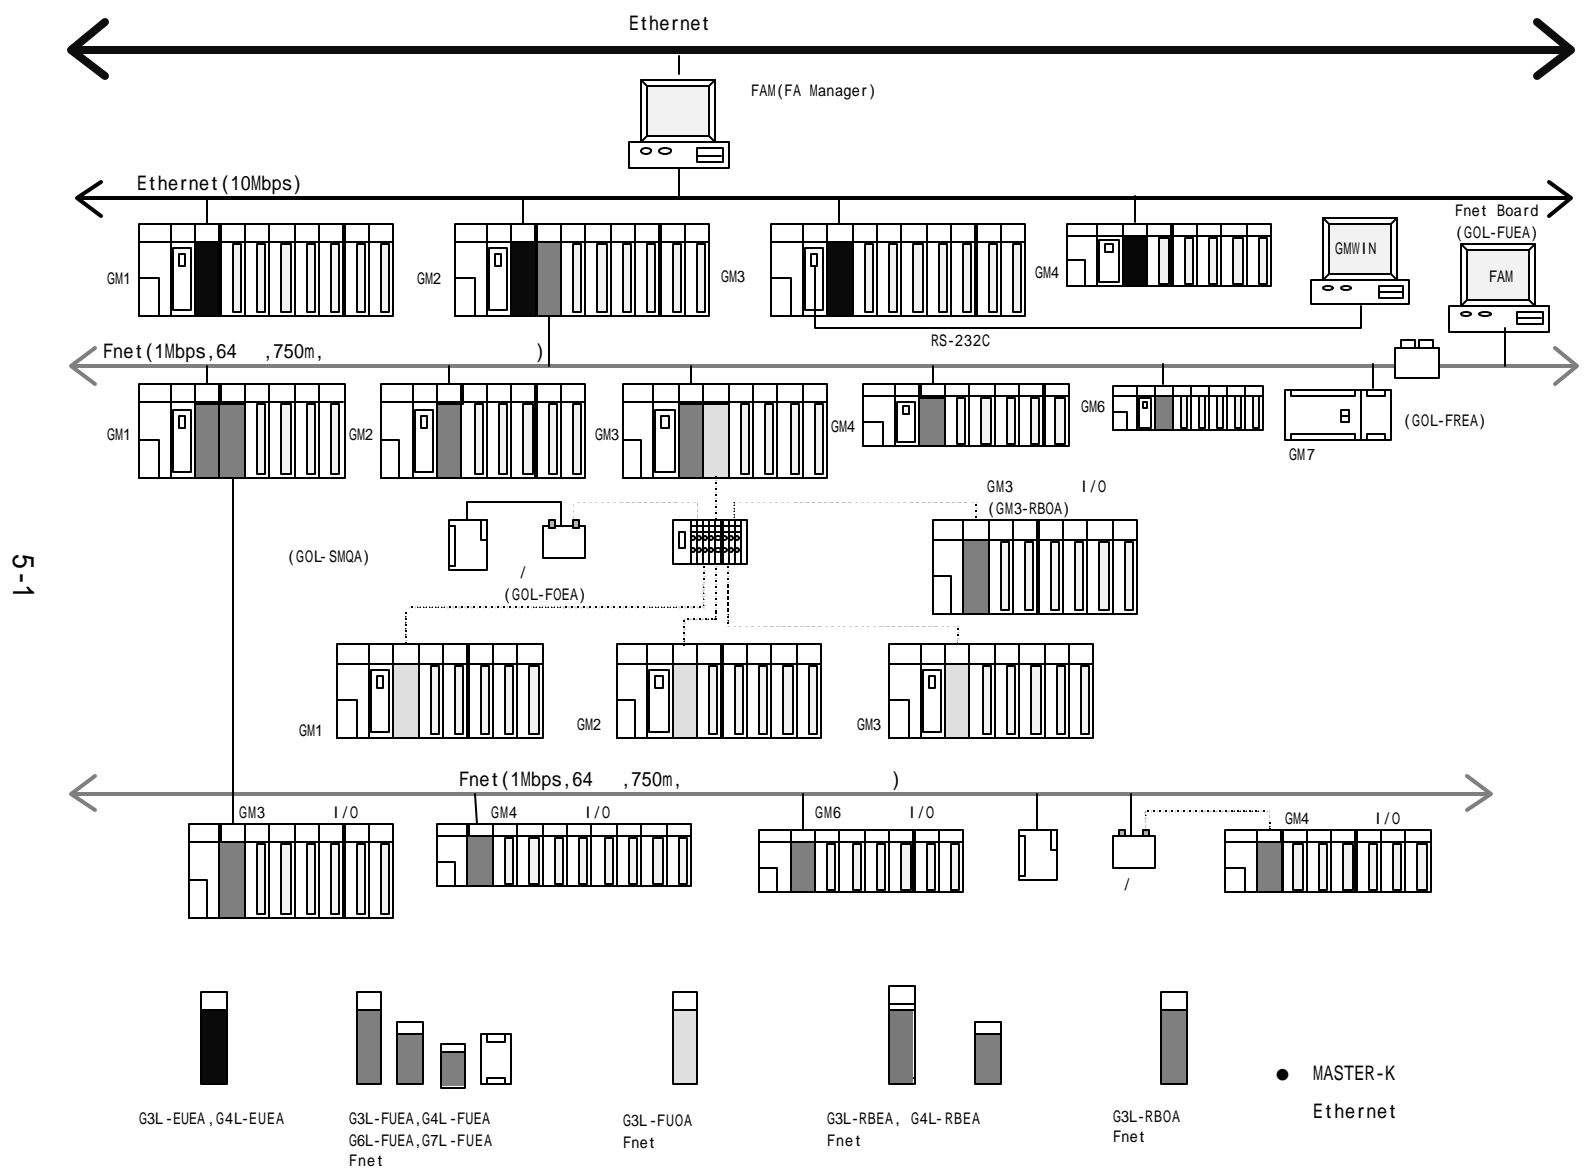 Ethernet
FAM(FA Manager)
Ethernet(10Mbps)
Fnet Board
(GOL-FUEA)
GM1
GM2
GM3
GM4
GMWIN
FAM
RS-232C
Fnet(1Mbps,64 ,750m, )
GM1
GM2
GM3
GM4
GM6
GM7
(GOL-FREA)
GM3 I/O
(GM3-RBOA)
(GOL-SMQA)
/
(GOL-FOEA)
5-1
GM1
GM2
GM3
Fnet(1Mbps,64 ,750m, )
GM3 I/O
GM4 I/O
GM6 I/O
GM4 I/O
/
G3L-EUEA,G4L-EUEA
G3L-FUEA,G4L-FUEA
G6L-FUEA,G7L-FUEA
Fnet
G3L-FUOA
Fnet
G3L-RBEA, G4L-RBEA
Fnet
G3L-RBOA
Fnet
● MASTER-K
Ethernet